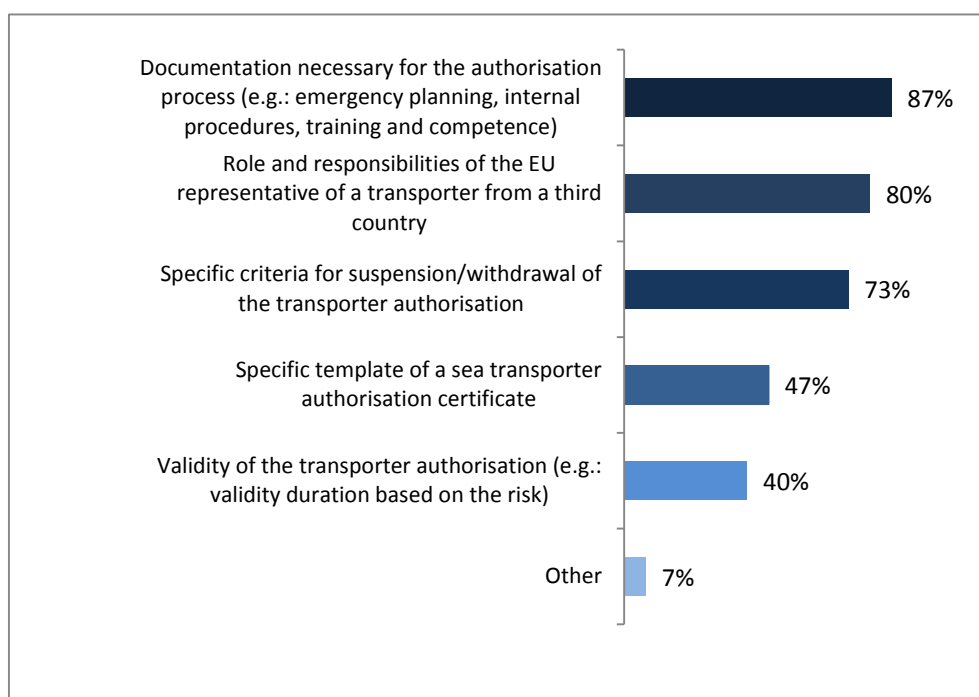 Documentation necessary for the authorisation
process (e.g.: emergency planning, internal
procedures, training and competence)
87%
Role and responsibilities of the EU
representative of a transporter from a third
country
80%
Specific criteria for suspension/withdrawal of
the transporter authorisation
73%
Specific template of a sea transporter
authorisation certificate
47%
Validity of the transporter authorisation (e.g.:
validity duration based on the risk)
40%
Other
7%